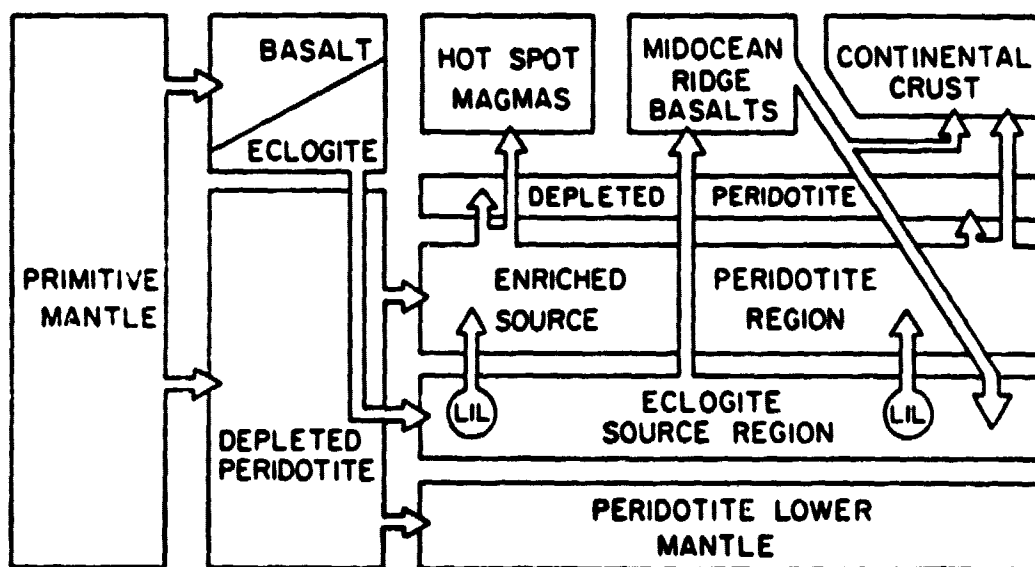 PRIMITIVE
MANTLE
BASALT
ECLOGITE
DEPLETED
PERIDOTITE
HOT SPOT
MAGMAS
MIDOCEAN
RIDGE
BASALTS
CONTINENTAL
CRUST
DEPLETED PERIDOTITE
ENRICHED PERIDOTITE
SOURCE REGION
LIL
ECLOGITE
SOURCE REGION
LIL
PERIDOTITE LOWER
MANTLE